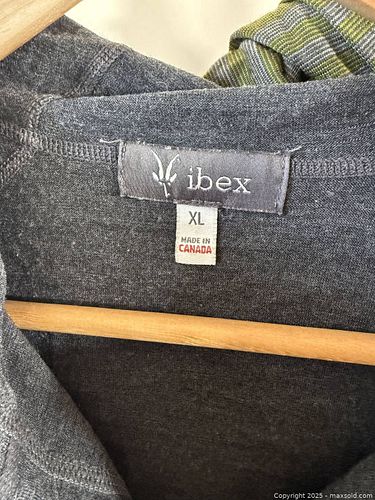 ibex
XL
MADE IN
CANADA
Copyright © 2025 - maxsold.com